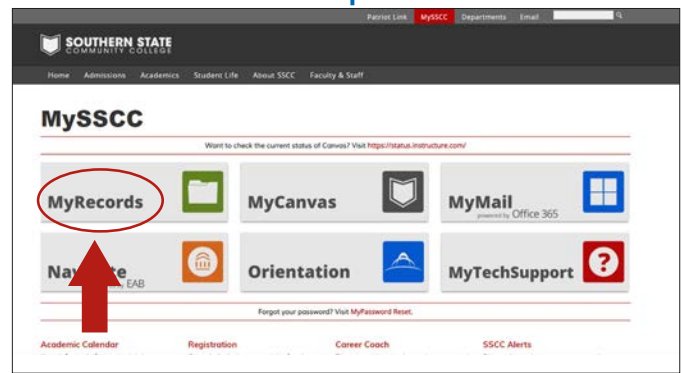 Patriot Link MySSCC Departments Email
SOUTHERN STATE
COMMUNITY COLLEGE
Home Admissions Academics Student Life About SSCC Faculty & Staff
MySSCC
Want to check the current status of Canvas? Visit https://status.instructure.com/
MyRecords MyCanvas MyMail
powered by Office 365
Orientation MyTechSupport
EAB
Forgot your password? Visit MyPassword Reset.
Academic Calendar Registration Career Coach SSCC Alerts